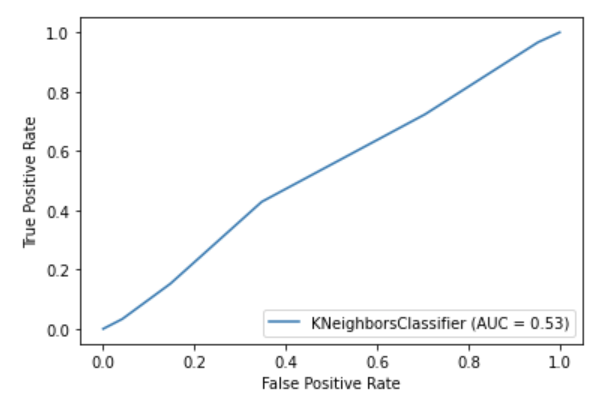 1.0
0.8
0.6
0.4
0.2
0.0
True Positive Rate
KNeighborsClassifier (AUC = 0.53)
0.0 0.2 0.4 0.6 0.8 1.0
False Positive Rate